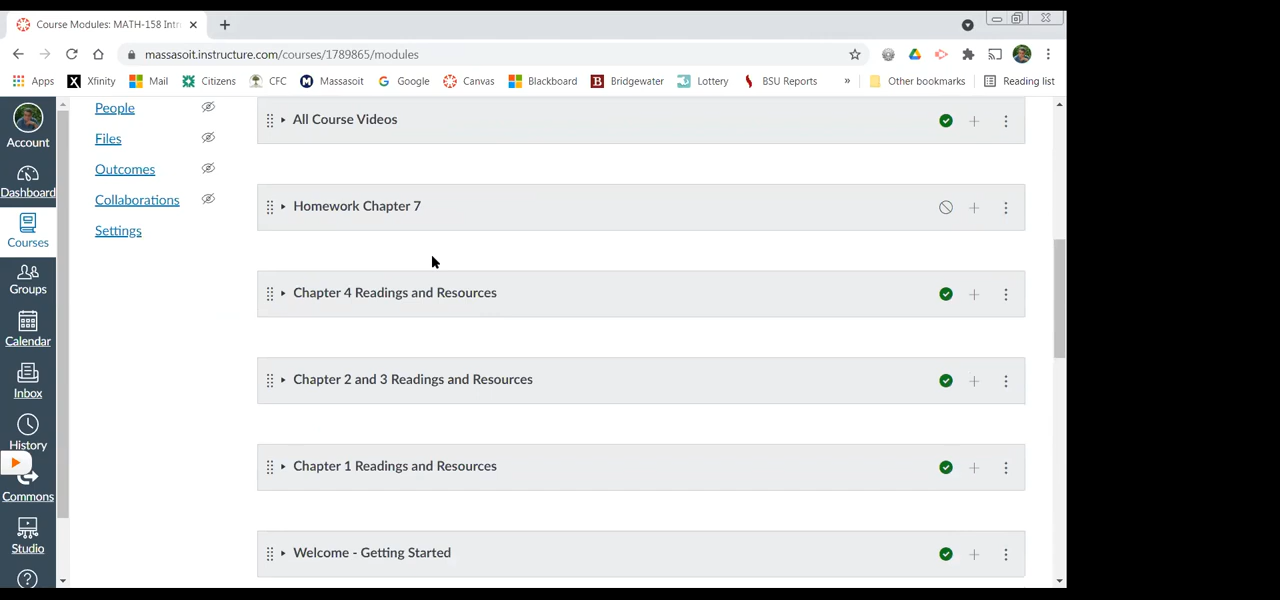 Course Modules: MATH-158 Intr
massasoit.instructure.com/courses/1789865/modules
Apps Xfinity Mail Citizens CFC Massasoit Google Canvas Blackboard Bridgewater Lottery BSU Reports » Other bookmarks Reading list
Account
Dashboard
Courses
Groups
Calendar
Inbox
History
Commons
Studio
People
Files
Outcomes
Collaborations
Settings
All Course Videos
Homework Chapter 7
Chapter 4 Readings and Resources
Chapter 2 and 3 Readings and Resources
Chapter 1 Readings and Resources
Welcome - Getting Started